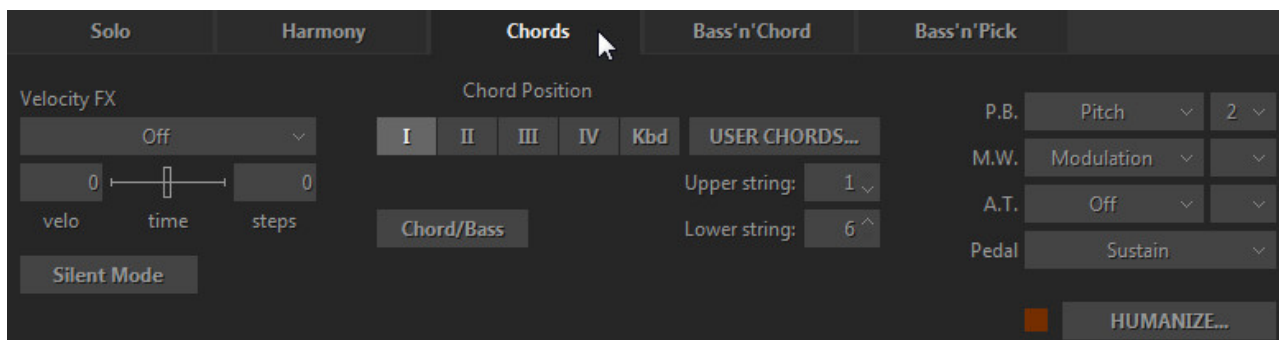 Solo Harmony Chords Bass'n'Chord Bass'n'Pick
Velocity FX
Off
0 0
velo time steps
Silent Mode
Chord Position
I II III IV Kbd USER CHORDS...
Upper string: 1
Chord/Bass Lower string: 6
P.B. Pitch 2
M.W. Modulation
A.T. Off
Pedal Sustain
HUMANIZE...